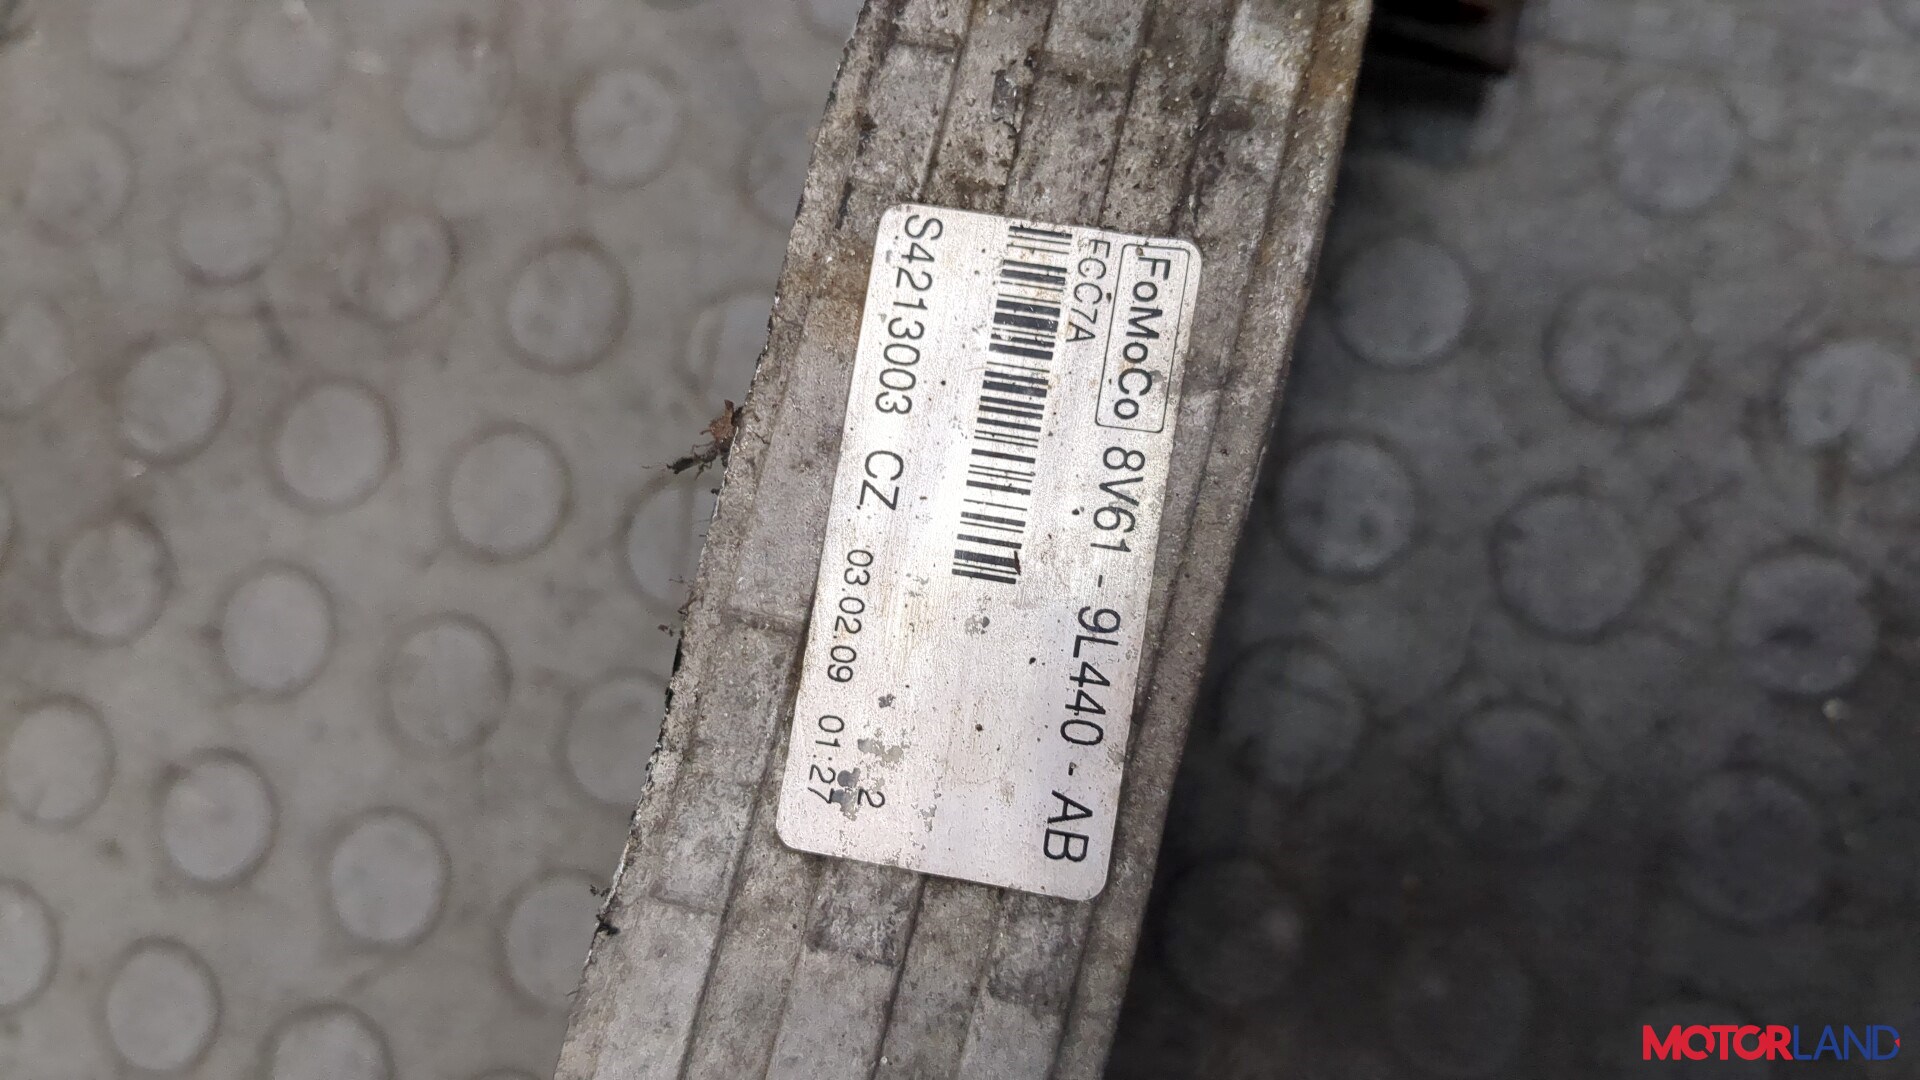 FoMoCo 8V61-9L440-AB
FCC7A
S4213003 CZ 03.02.09 01:27
2
MOTORLAND